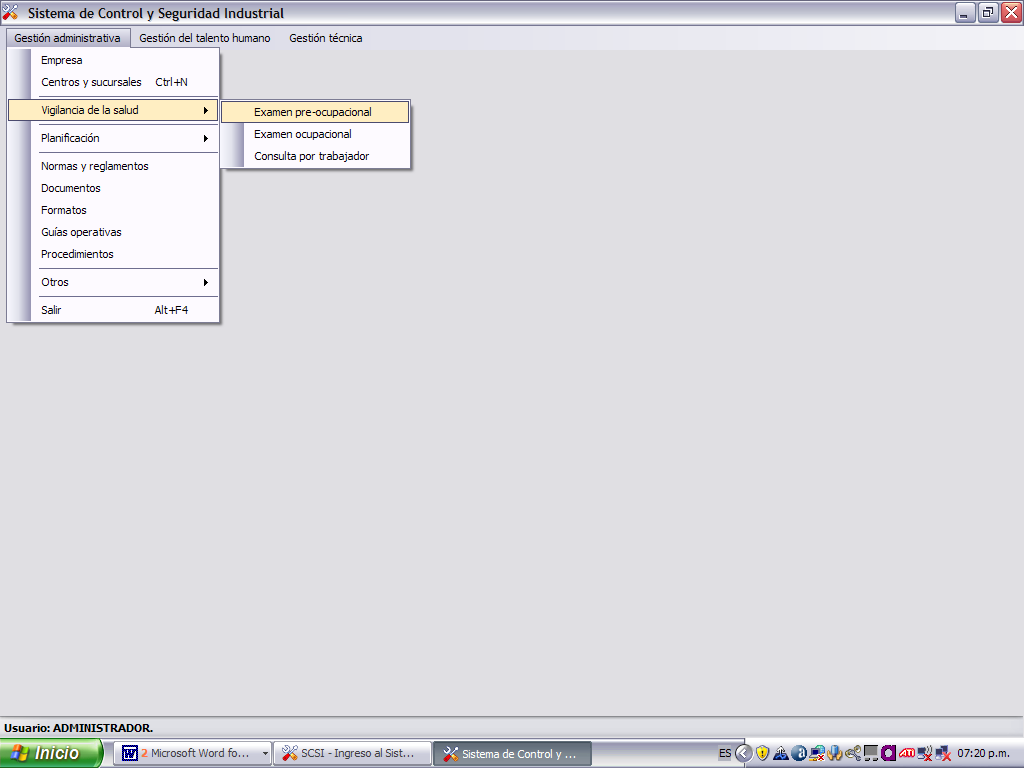 Sistema de Control y Seguridad Industrial
Gestión administrativa Gestión del talento humano Gestión técnica
Empresa
Centros y sucursales Ctrl+N
Vigilancia de la salud
Examen pre-ocupacional
Examen ocupacional
Consulta por trabajador
Planificación
Normas y reglamentos
Documentos
Formatos
Guías operativas
Procedimientos
Otros
Salir Alt+F4
Usuario: ADMINISTRADOR.
Inicio 2 Microsoft Word fo... SCSI - Ingreso al Sist... Sistema de Control y ... ES ATI 07:20 p.m.